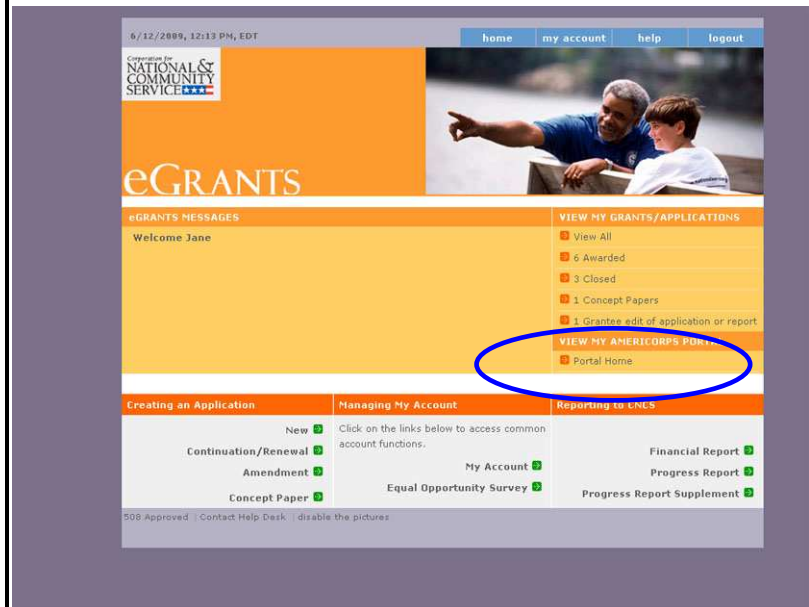 6/12/2009, 12:13 PM, EDT
home my account help logout
Corporation for
NATIONAL &
COMMUNITY
SERVICE
eGRANTS
eGRANTS MESSAGES
Welcome Jane
VIEW MY GRANTS/APPLICATIONS
View All
6 Awarded
3 Closed
1 Concept Papers
1 Grantee edit of application or report
VIEW MY AMERICORPS
Portal Home
Creating an Application
New
Continuation/Renewal
Amendment
Concept Paper
Managing My Account
Click on the links below to access common
account functions.
My Account
Equal Opportunity Survey
Reporting to CNCS
Financial Report
Progress Report
Progress Report Supplement
508 Approved | Contact Help Desk | disable the pictures